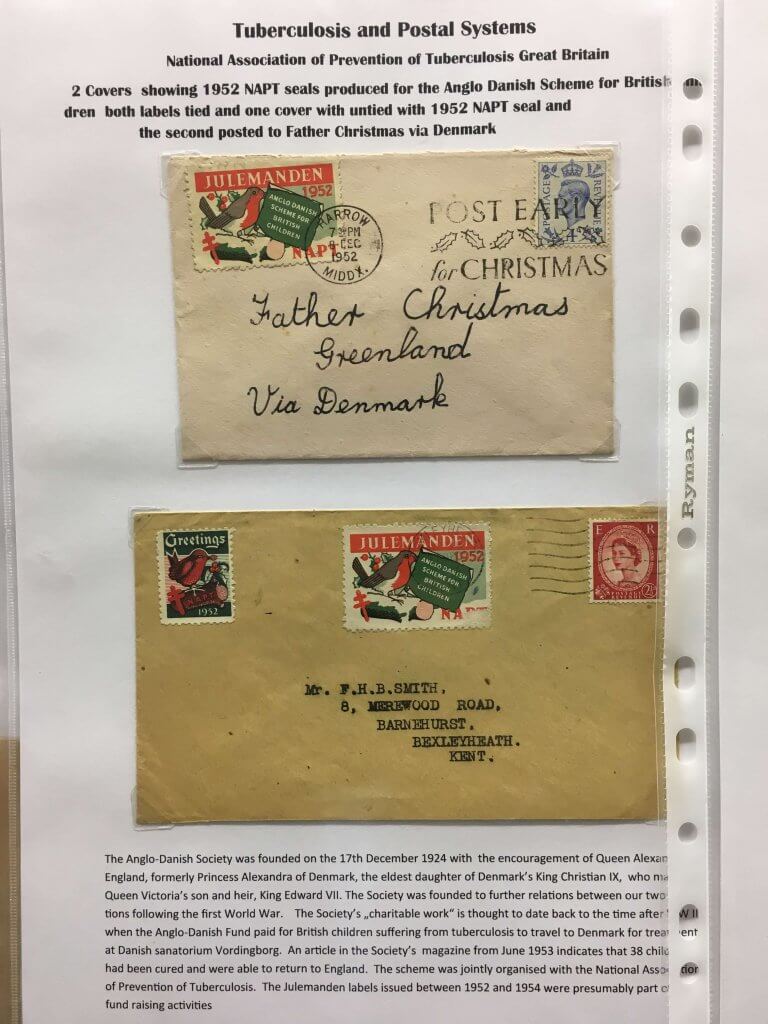 Tuberculosis and Postal Systems
National Association of Prevention of Tuberculosis Great Britain
2 Covers showing 1952 NAPT seals produced for the Anglo Danish Scheme for British
dren both labels tied and one cover with untied with 1952 NAPT seal and
the second posted to Father Christmas via Denmark
JULEMANDEN
1952
ANGLO DANISH
SCHEME FOR
BRITISH
CHILDREN
NAPT
HARROW
PM
8 DEC
1952
MIDDX.
POST EARLY
for CHRISTMAS
POSTAGE
REVENUE
4
Father Christmas
Greenland
Via Denmark
Greetings
N.A.P.T.
1952
JULEMANDEN
1952
ANGLO DANISH
SCHEME FOR
BRITISH
CHILDREN
NAPT
E R
Mr. F.H.B.SMITH,
8, MEREWOOD ROAD,
BARNEHURST,
BEXLEYHEATH.
KENT.
Ryman
The Anglo-Danish Society was founded on the 17th December 1924 with the encouragement of Queen Alexan
England, formerly Princess Alexandra of Denmark, the eldest daughter of Denmark's King Christian IX, who ma
Queen Victoria's son and heir, King Edward VII. The Society was founded to further relations between our two
tions following the first World War. The Society's „charitable work“ is thought to date back to the time after WW II
when the Anglo-Danish Fund paid for British children suffering from tuberculosis to travel to Denmark for treatment
at Danish sanatorium Vordingborg. An article in the Society's magazine from June 1953 indicates that 38 child
had been cured and were able to return to England. The scheme was jointly organised with the National Association
of Prevention of Tuberculosis. The Julemanden labels issued between 1952 and 1954 were presumably part o
fund raising activities